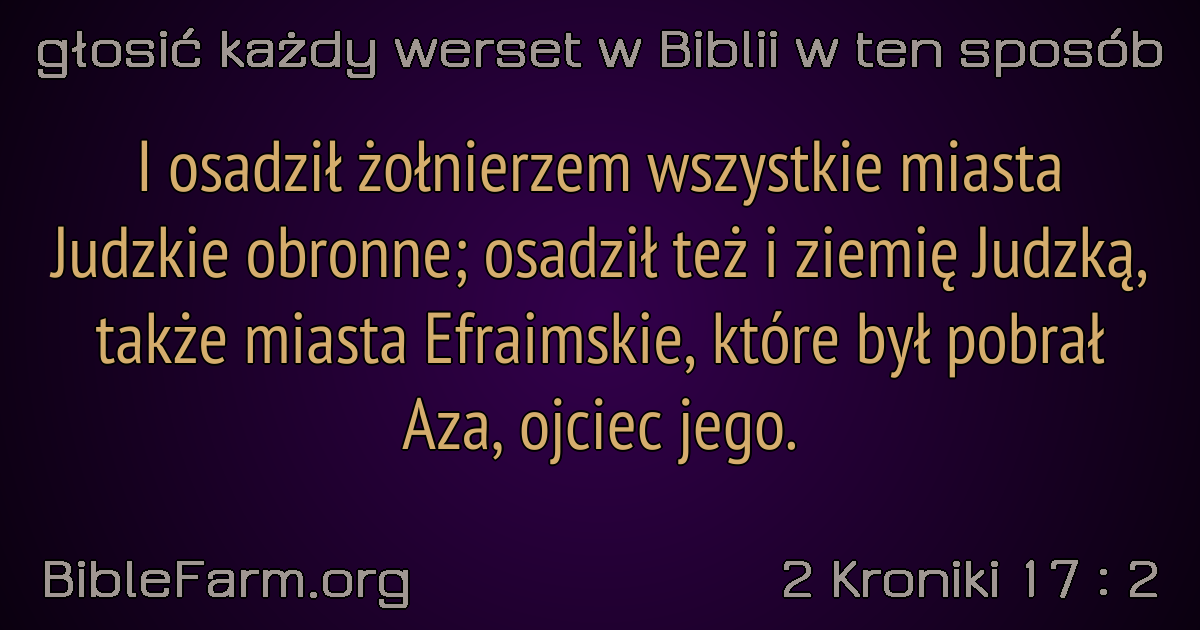 głosić każdy werset w Biblii w ten sposób
I osadził żołnierzem wszystkie miasta
Judzkie obronne; osadził też i ziemię Judzką,
także miasta Efraimskie, które był pobrał
Aza, ojciec jego.
BibleFarm.org
2 Kroniki 17 : 2